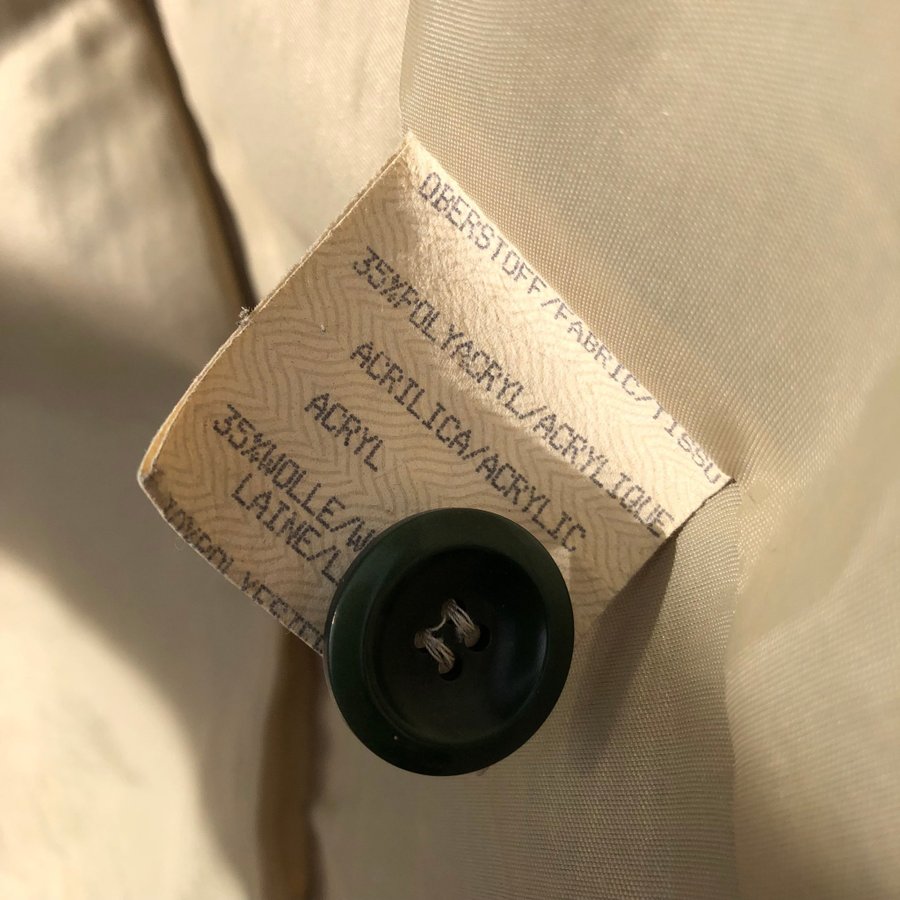 OBERSTOFF/FABRIC/TISSU
35%POLYACRYL/ACRYLIQUE
ACRILICA/ACRYLIC
ACRYL
35%WOLLE/W
LAINE/L